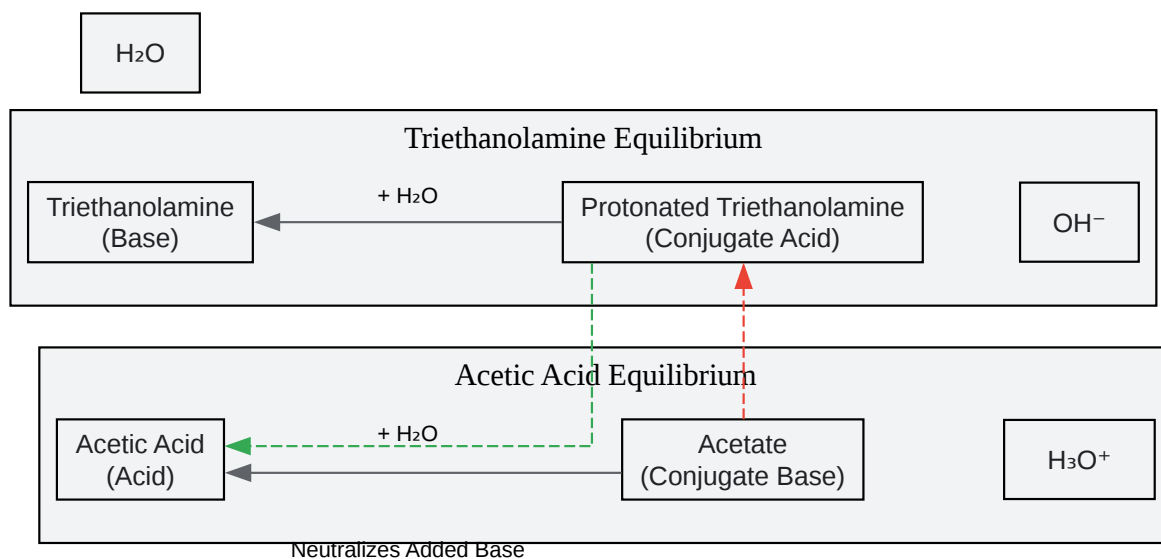 H₂O
Triethanolamine Equilibrium
+ H₂O
Triethanolamine
(Base)
Protonated Triethanolamine
(Conjugate Acid)
OH⁻
Acetic Acid Equilibrium
+ H₂O
Acetic Acid
(Acid)
Acetate
(Conjugate Base)
H₃O⁺
Neutralizes Added Base